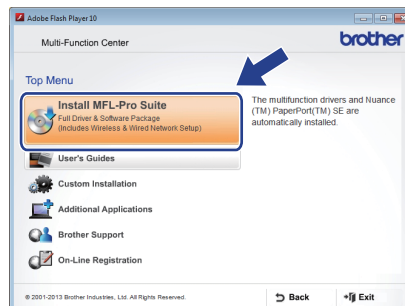 Adobe Flash Player 10
Multi-Function Center
brother
Top Menu
Install MFL-Pro Suite
Full Driver & Software Package
(Includes Wireless & Wired Network Setup)
The multifunction drivers and Nuance
(TM) PaperPort(TM) SE are
automatically installed.
User's Guides
Custom Installation
Additional Applications
Brother Support
On-Line Registration
© 2001-2013 Brother Industries, Ltd. All Rights Reserved.
Back
Exit